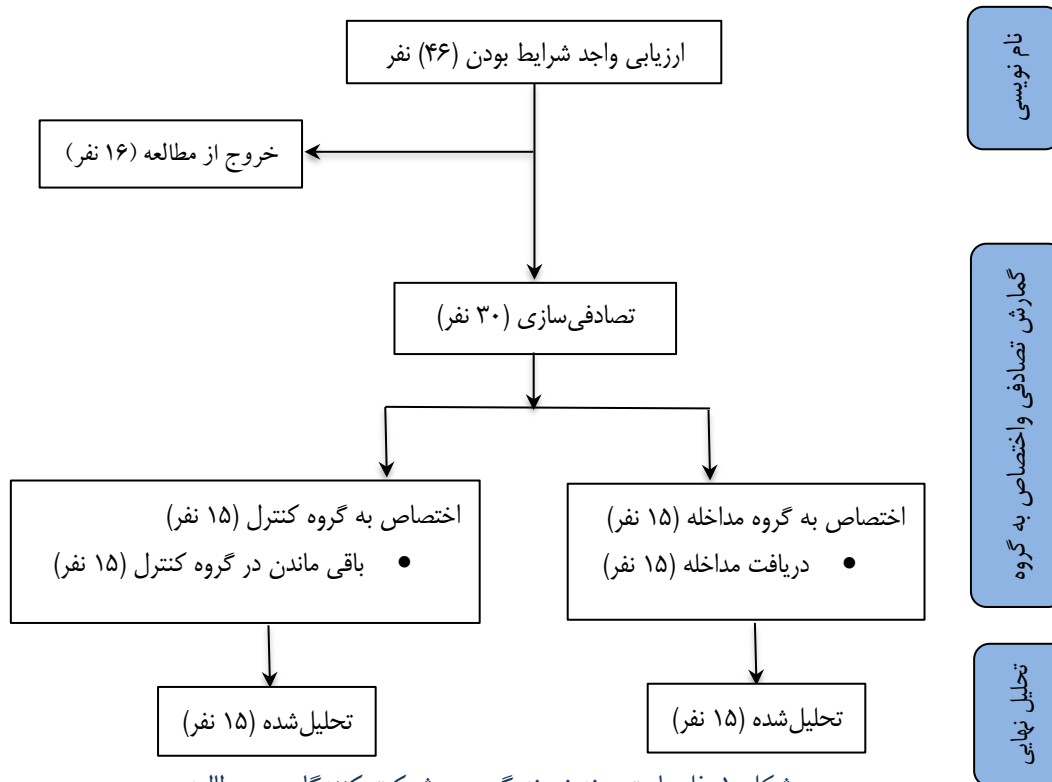 نام نویسی
ارزیابی واجد شرایط بودن (۴۶) نفر
خروج از مطالعه (۱۶ نفر)
گمارش تصادفی واختصاص به گروه
تصادفی‌سازی (۳۰ نفر)
اختصاص به گروه مداخله (۱۵ نفر)
• دریافت مداخله (۱۵ نفر)
اختصاص به گروه کنترل (۱۵ نفر)
• باقی ماندن در گروه کنترل (۱۵ نفر)
تحلیل نهایی
تحلیل‌شده (۱۵ نفر)
تحلیل‌شده (۱۵ نفر)